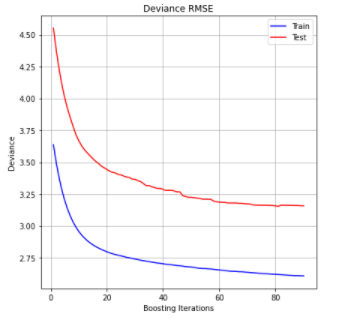 Deviance RMSE
Train
Test
4.50
4.25
4.00
3.75
3.50
3.25
3.00
2.75
Deviance
0 20 40 60 80
Boosting Iterations